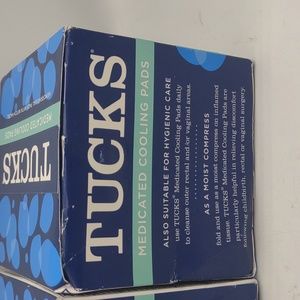 TUCKS®
MEDICATED COOLING PADS
ALSO SUITABLE FOR HYGIENIC CARE
use TUCKS® Medicated Cooling Pads daily
to cleanse outer rectal and/or vaginal areas.
AS A MOIST COMPRESS
fold and use as a moist compress on inflamed
tissue. TUCKS® Medicated Cooling Pads are
particularly helpful in relieving discomfort
following childbirth, rectal or vaginal surgery.
TUCKS
MEDICATED COOLING PADS